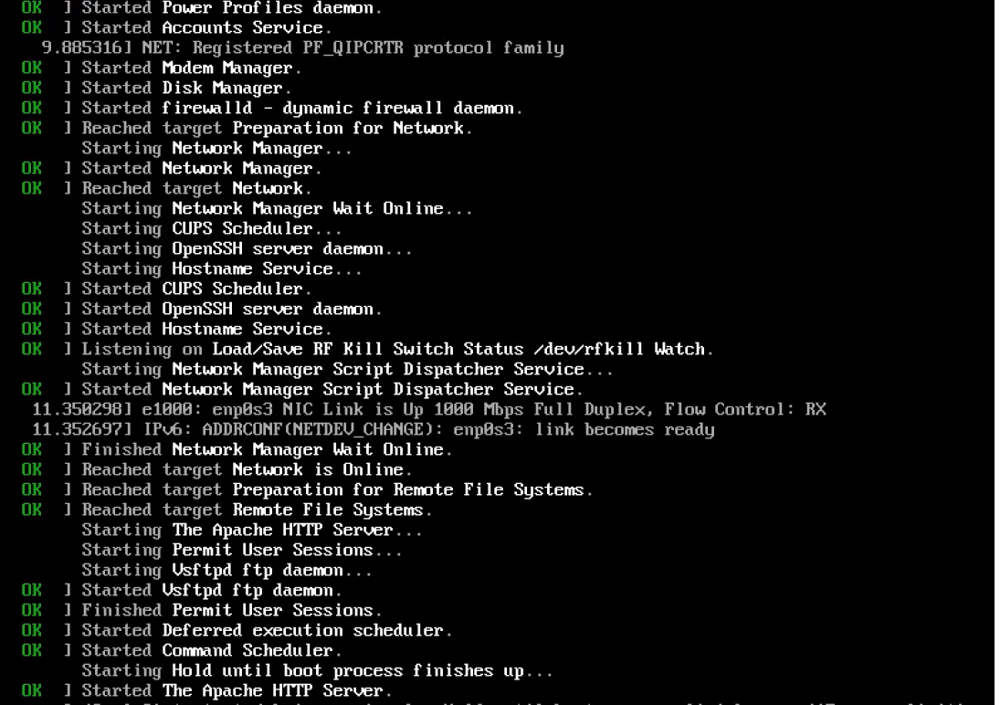 OK ] Started Power Profiles daemon.
OK ] Started Accounts Service.
9.885316] NET: Registered PF_QIPCRTR protocol family
OK ] Started Modem Manager.
OK ] Started Disk Manager.
OK ] Started firewalld - dynamic firewall daemon.
OK ] Reached target Preparation for Network.
Starting Network Manager...
OK ] Started Network Manager.
OK ] Reached target Network.
Starting Network Manager Wait Online...
Starting CUPS Scheduler...
Starting OpenSSH server daemon...
Starting Hostname Service...
OK ] Started CUPS Scheduler.
OK ] Started OpenSSH server daemon.
OK ] Started Hostname Service.
OK ] Listening on Load/Save RF Kill Switch Status /dev/rfkill Watch.
Starting Network Manager Script Dispatcher Service...
OK ] Started Network Manager Script Dispatcher Service.
11.350298] e1000: enp0s3 NIC Link is Up 1000 Mbps Full Duplex, Flow Control: RX
11.352697] IPv6: ADDRCONF(NETDEV_CHANGE): enp0s3: link becomes ready
OK ] Finished Network Manager Wait Online.
OK ] Reached target Network is Online.
OK ] Reached target Preparation for Remote File Systems.
OK ] Reached target Remote File Systems.
Starting The Apache HTTP Server...
Starting Permit User Sessions...
Starting Vsftpd ftp daemon...
OK ] Started Vsftpd ftp daemon.
OK ] Finished Permit User Sessions.
OK ] Started Deferred execution scheduler.
OK ] Started Command Scheduler.
Starting Hold until boot process finishes up...
OK ] Started The Apache HTTP Server.